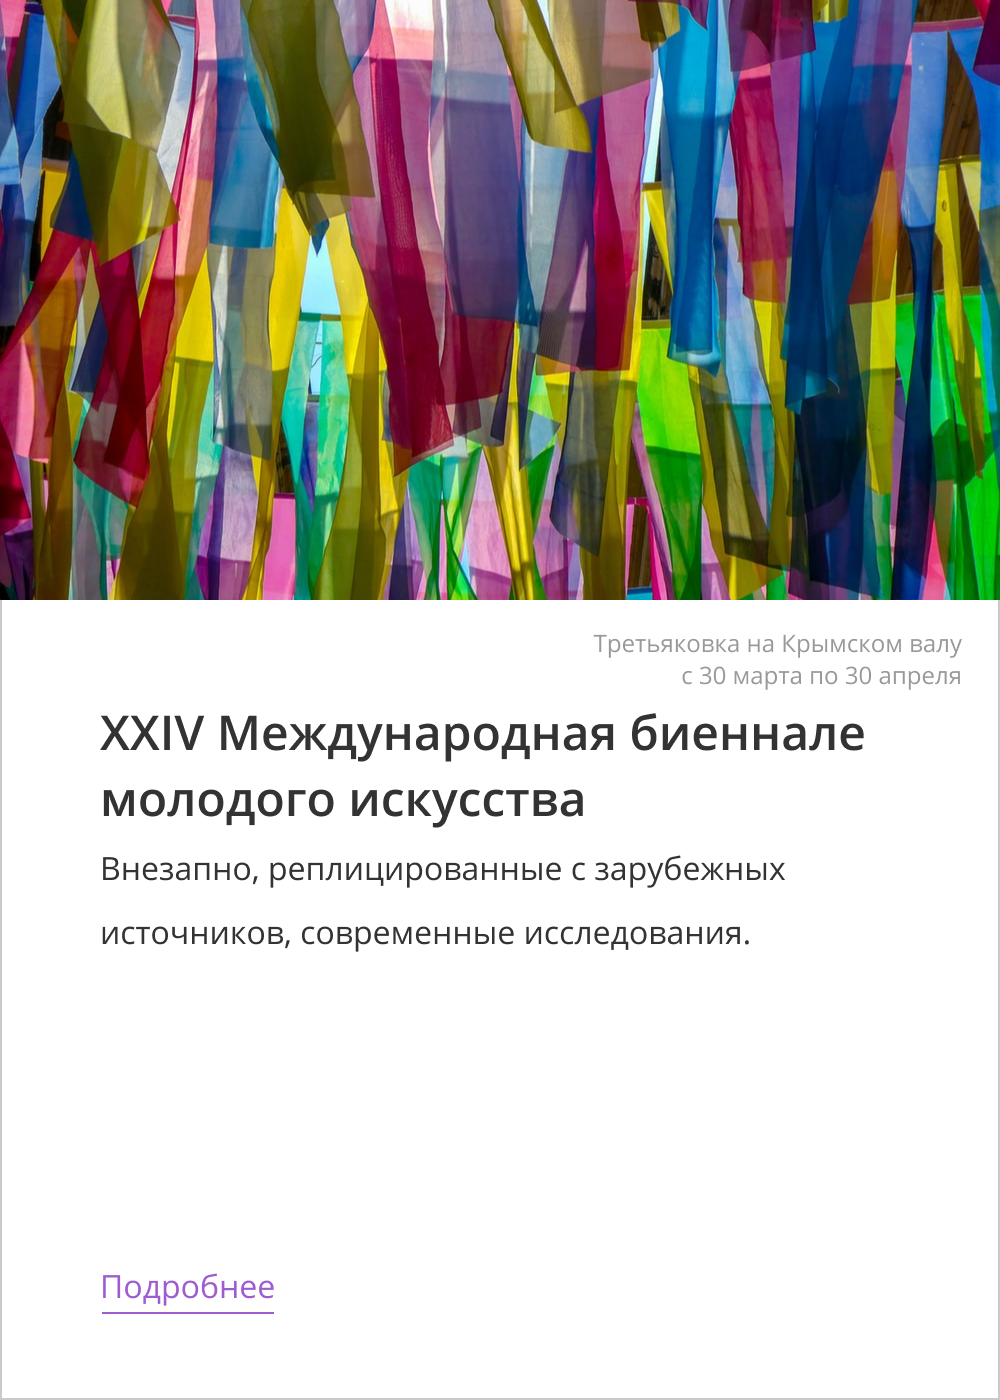 Третьяковка на Крымском валу
с 30 марта по 30 апреля
XXIV Международная биеннале
молодого искусства
Внезапно, реплицированные с зарубежных
источников, современные исследования.
Подробнее